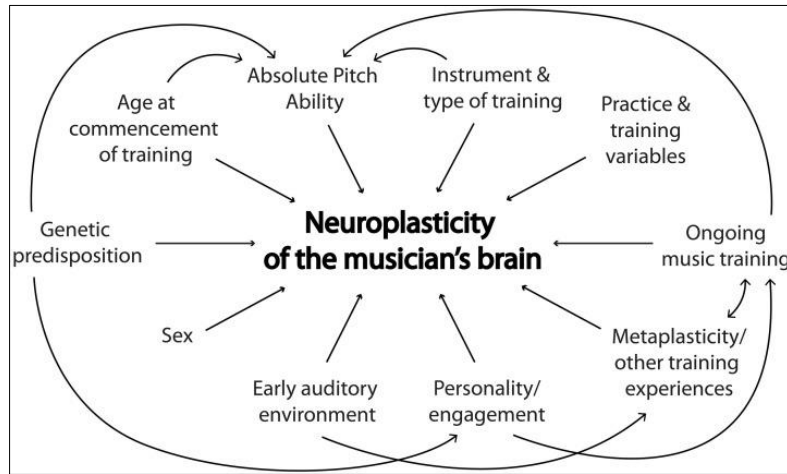 Absolute Pitch
Ability
Instrument &
type of training
Age at
commencement
of training
Practice &
training
variables
Neuroplasticity
of the musician's brain
Genetic
predisposition
Ongoing
music training
Sex
Metaplasticity/
other training
experiences
Early auditory
environment
Personality/
engagement